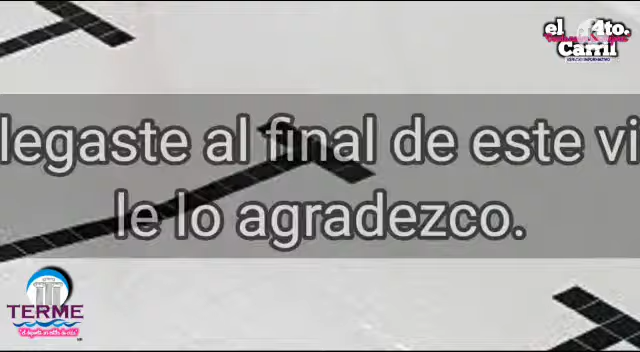 el 4to.
Carril
legaste al final de este vi
le lo agradezco.
TERME